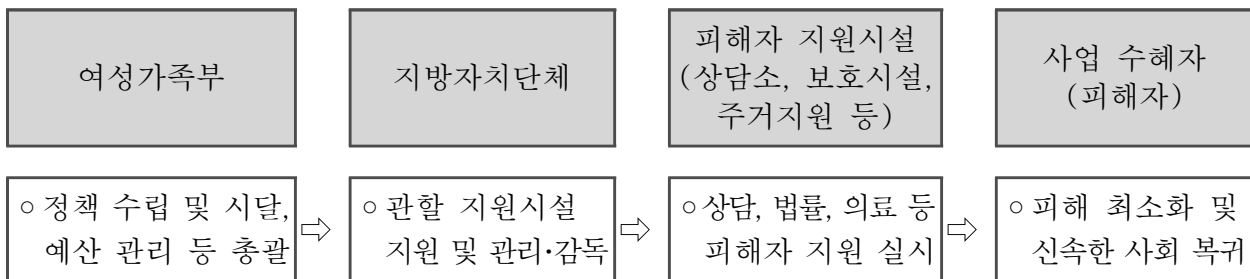 여성가족부
지방자치단체
피해자 지원시설
(상담소, 보호시설,
주거지원 등)
사업 수혜자
(피해자)
○ 정책 수립 및 시달,
예산 관리 등 총괄
⇨
○ 관할 지원시설
지원 및 관리·감독
⇨
○ 상담, 법률, 의료 등
피해자 지원 실시
⇨
○ 피해 최소화 및
신속한 사회 복귀